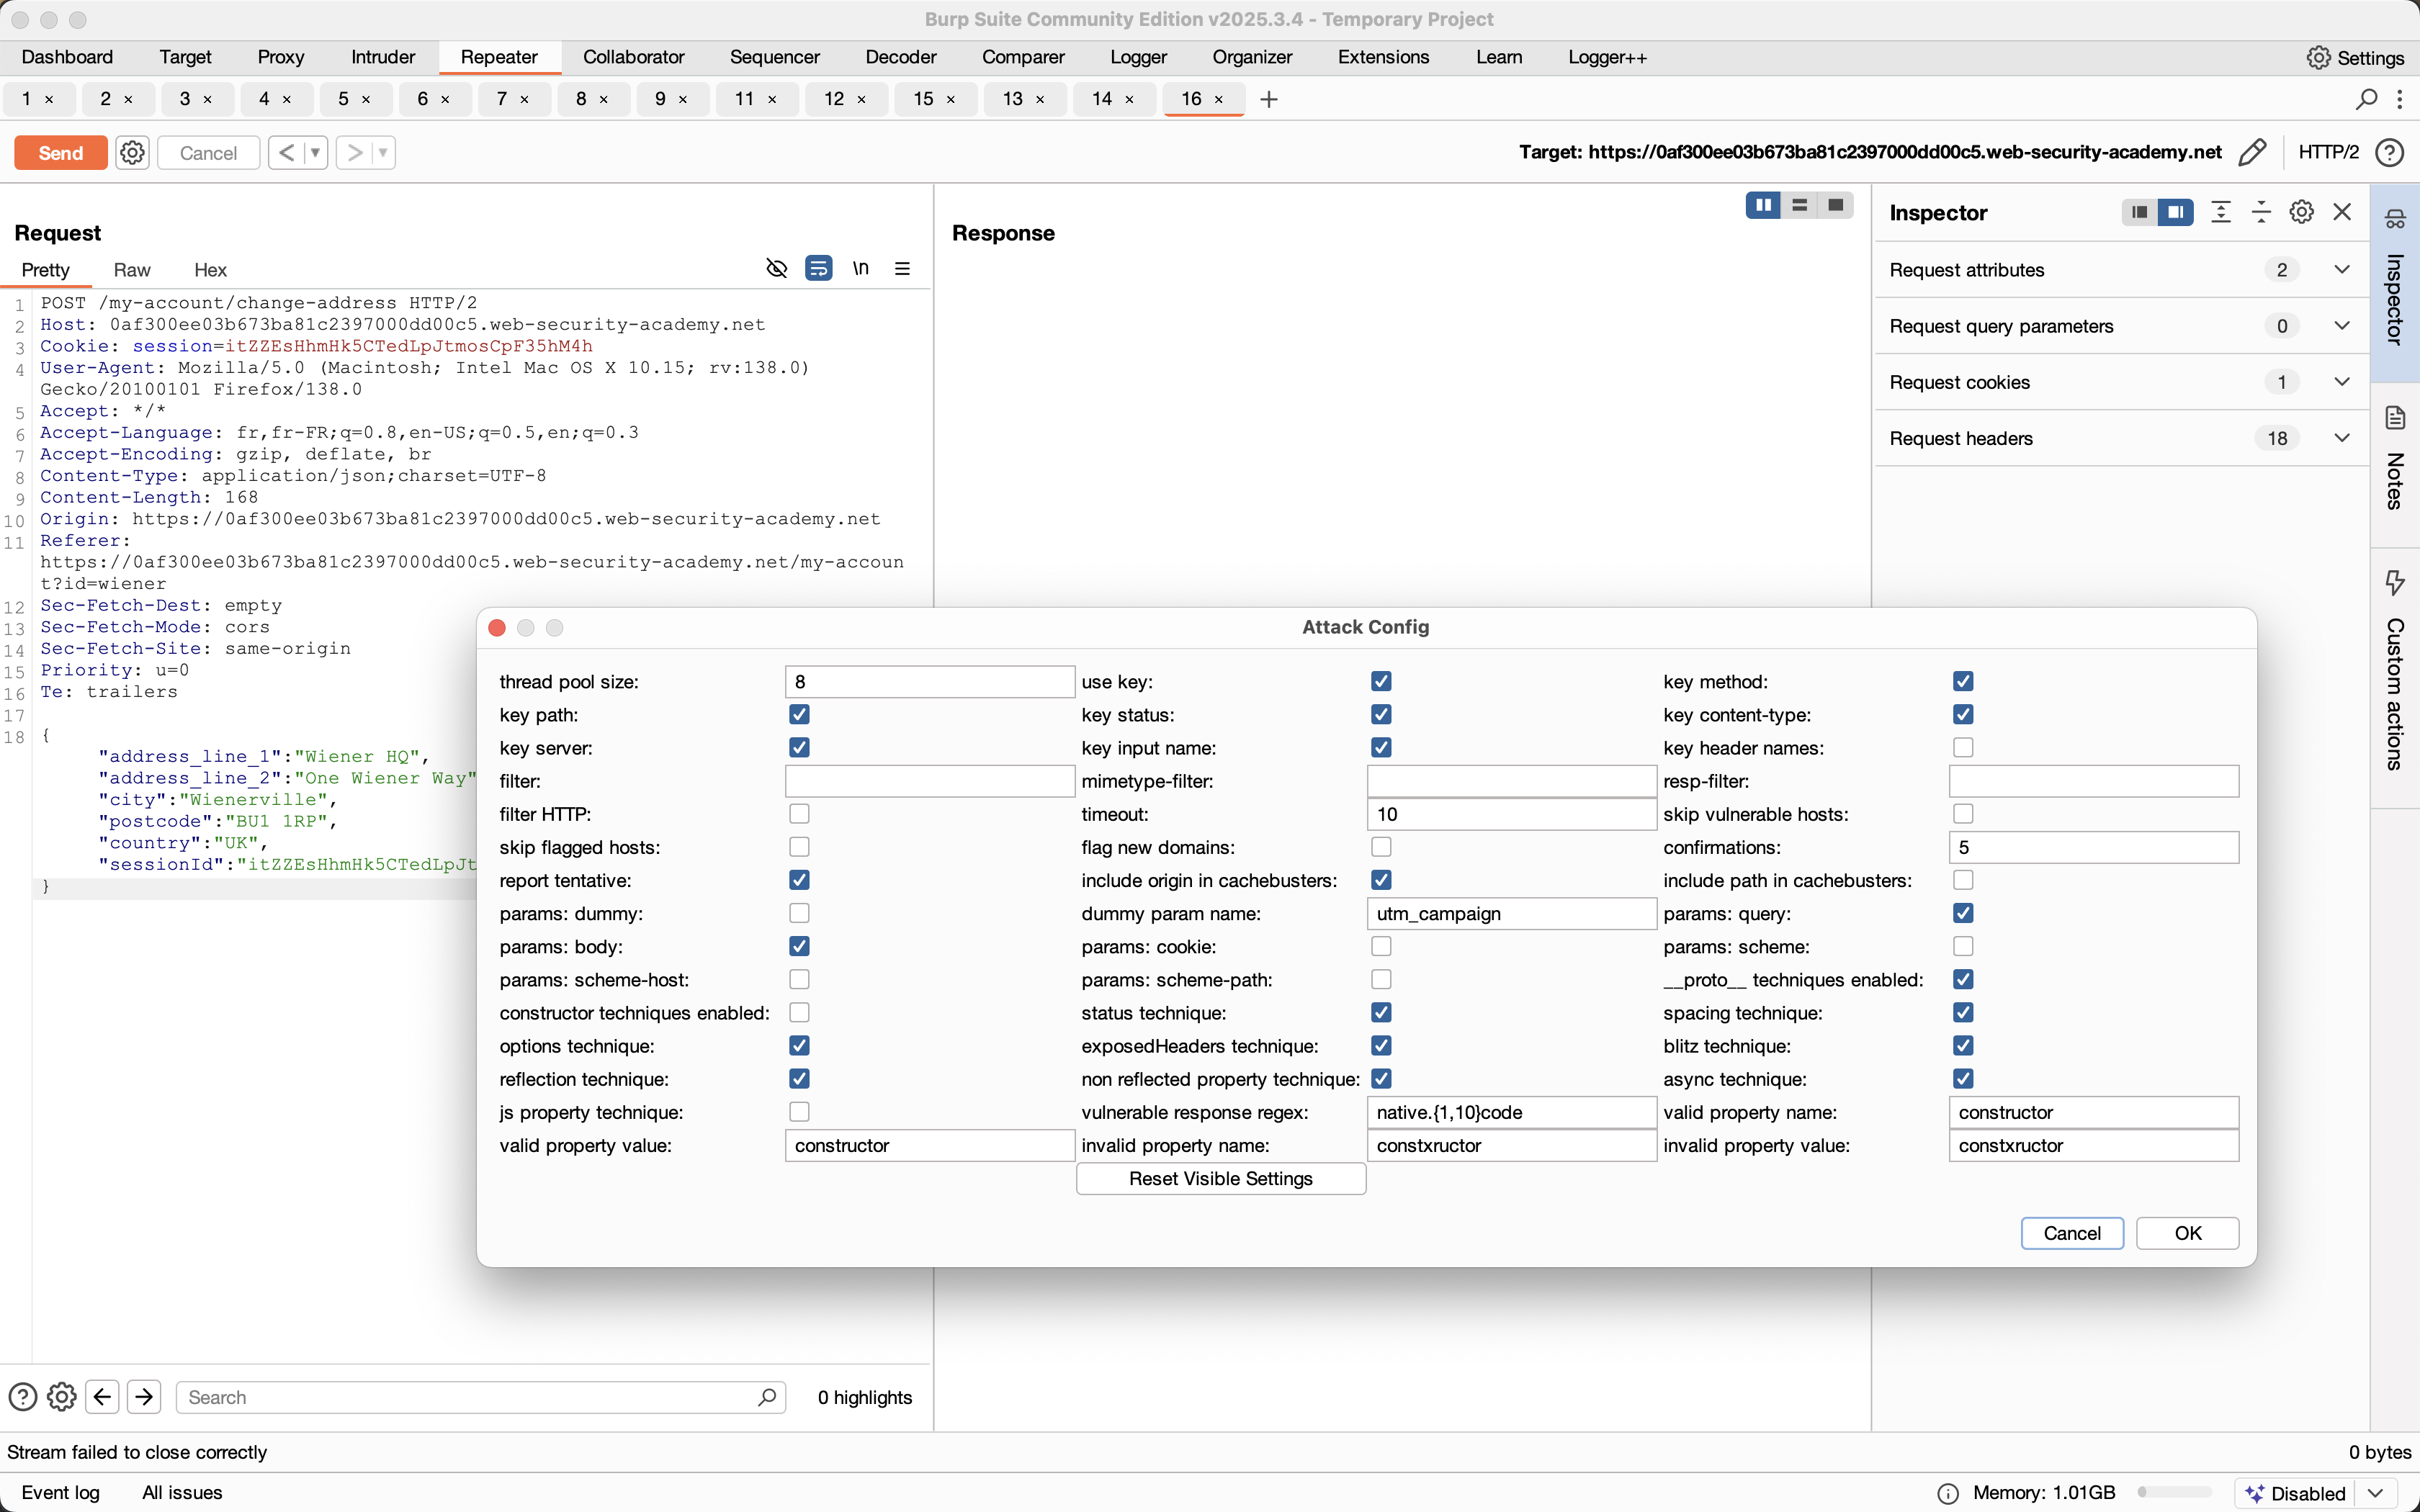 Burp Suite Community Edition v2025.3.4 - Temporary Project
Dashboard Target Proxy Intruder Repeater Collaborator Sequencer Decoder Comparer Logger Organizer Extensions Learn Logger++ Settings
1 × 2 × 3 × 4 × 5 × 6 × 7 × 8 × 9 × 11 × 12 × 15 × 13 × 14 × 16 × +
Send Cancel < > Target: https://0af300ee03b673ba81c2397000dd00c5.web-security-academy.net HTTP/2
Request
Pretty Raw Hex \n
1 POST /my-account/change-address HTTP/2
2 Host: 0af300ee03b673ba81c2397000dd00c5.web-security-academy.net
3 Cookie: session=itZZEsHhmHk5CTedLpJtmosCpF35hM4h
4 User-Agent: Mozilla/5.0 (Macintosh; Intel Mac OS X 10.15; rv:138.0)
Gecko/20100101 Firefox/138.0
5 Accept: */*
6 Accept-Language: fr,fr-FR;q=0.8,en-US;q=0.5,en;q=0.3
7 Accept-Encoding: gzip, deflate, br
8 Content-Type: application/json;charset=UTF-8
9 Content-Length: 168
10 Origin: https://0af300ee03b673ba81c2397000dd00c5.web-security-academy.net
11 Referer:
https://0af300ee03b673ba81c2397000dd00c5.web-security-academy.net/my-accoun
t?id=wiener
12 Sec-Fetch-Dest: empty
13 Sec-Fetch-Mode: cors
14 Sec-Fetch-Site: same-origin
15 Priority: u=0
16 Te: trailers
17
18 {
"address_line_1":"Wiener HQ",
"address_line_2":"One Wiener Way"
"city":"Wienerville",
"postcode":"BU1 1RP",
"country":"UK",
"sessionId":"itZZEsHhmHk5CTedLpJt
}
Response
Inspector
Request attributes 2
Request query parameters 0
Request cookies 1
Request headers 18
Inspector
Notes
Custom actions
Attack Config
thread pool size: 8 use key: key method:
key path: key status: key content-type:
key server: key input name: key header names:
filter: mimetype-filter: resp-filter:
filter HTTP: timeout: 10 skip vulnerable hosts:
skip flagged hosts: flag new domains: confirmations: 5
report tentative: include origin in cachebusters: include path in cachebusters:
params: dummy: dummy param name: utm_campaign params: query:
params: body: params: cookie: params: scheme:
params: scheme-host: params: scheme-path: __proto__ techniques enabled:
constructor techniques enabled: status technique: spacing technique:
options technique: exposedHeaders technique: blitz technique:
reflection technique: non reflected property technique: async technique:
js property technique: vulnerable response regex: native.{1,10}code valid property name: constructor
valid property value: constructor invalid property name: constxructor invalid property value: constxructor
Reset Visible Settings
Cancel OK
Search 0 highlights
Stream failed to close correctly 0 bytes
Event log All issues Memory: 1.01GB Disabled